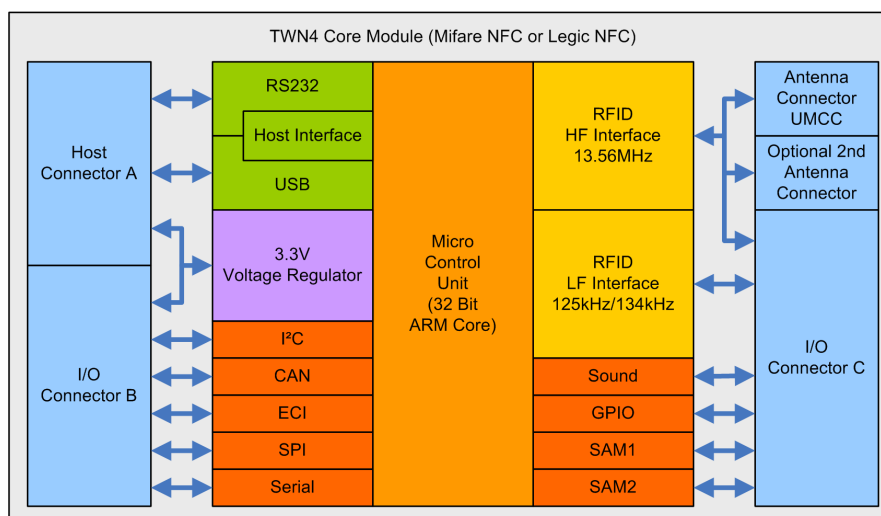 TWN4 Core Module (Mifare NFC or Legic NFC)
Host
Connector A
I/O
Connector B
RS232
Host Interface
USB
3.3V
Voltage Regulator
I²C
CAN
ECI
SPI
Serial
Micro
Control
Unit
(32 Bit
ARM Core)
RFID
HF Interface
13.56MHz
RFID
LF Interface
125kHz/134kHz
Sound
GPIO
SAM1
SAM2
Antenna
Connector
UMCC
Optional 2nd
Antenna
Connector
I/O
Connector C